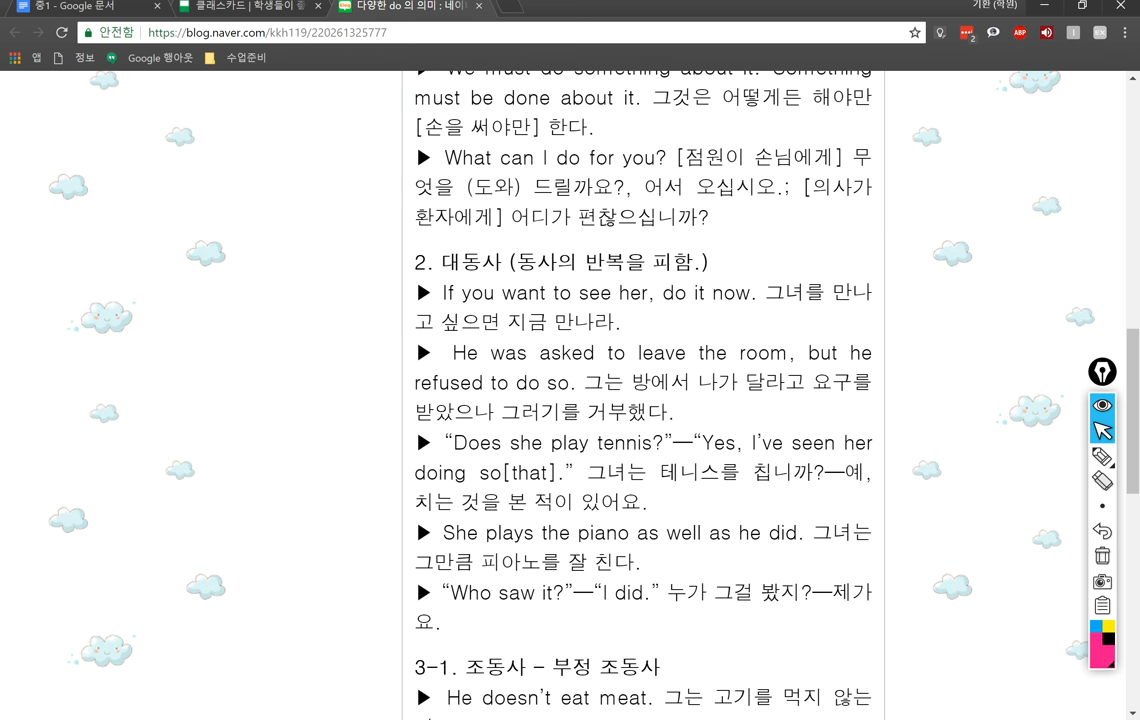 중1 - Google 문서
클래스카드 | 학생들이 즐
다양한 do 의 의미 : 네이
기환 (학원)
안전함
https://blog.naver.com/kkh119/220261325777
2
ABP
앱
정보
Google 행아웃
수업준비
▶ We must do something about it. Something
must be done about it. 그것은 어떻게든 해야만
[손을 써야만] 한다.
▶ What can I do for you? [점원이 손님에게] 무
엇을 (도와) 드릴까요?, 어서 오십시오.; [의사가
환자에게] 어디가 편찮으십니까?
2. 대동사 (동사의 반복을 피함.)
▶ If you want to see her, do it now. 그녀를 만나
고 싶으면 지금 만나라.
▶ He was asked to leave the room, but he
refused to do so. 그는 방에서 나가 달라고 요구를
받았으나 그러기를 거부했다.
▶ “Does she play tennis?”―“Yes, I’ve seen her
doing so[that].” 그녀는 테니스를 칩니까?―예,
치는 것을 본 적이 있어요.
▶ She plays the piano as well as he did. 그녀는
그만큼 피아노를 잘 친다.
▶ “Who saw it?”―“I did.” 누가 그걸 봤지?―제가
요.
3-1. 조동사 - 부정 조동사
▶ He doesn’t eat meat. 그는 고기를 먹지 않는